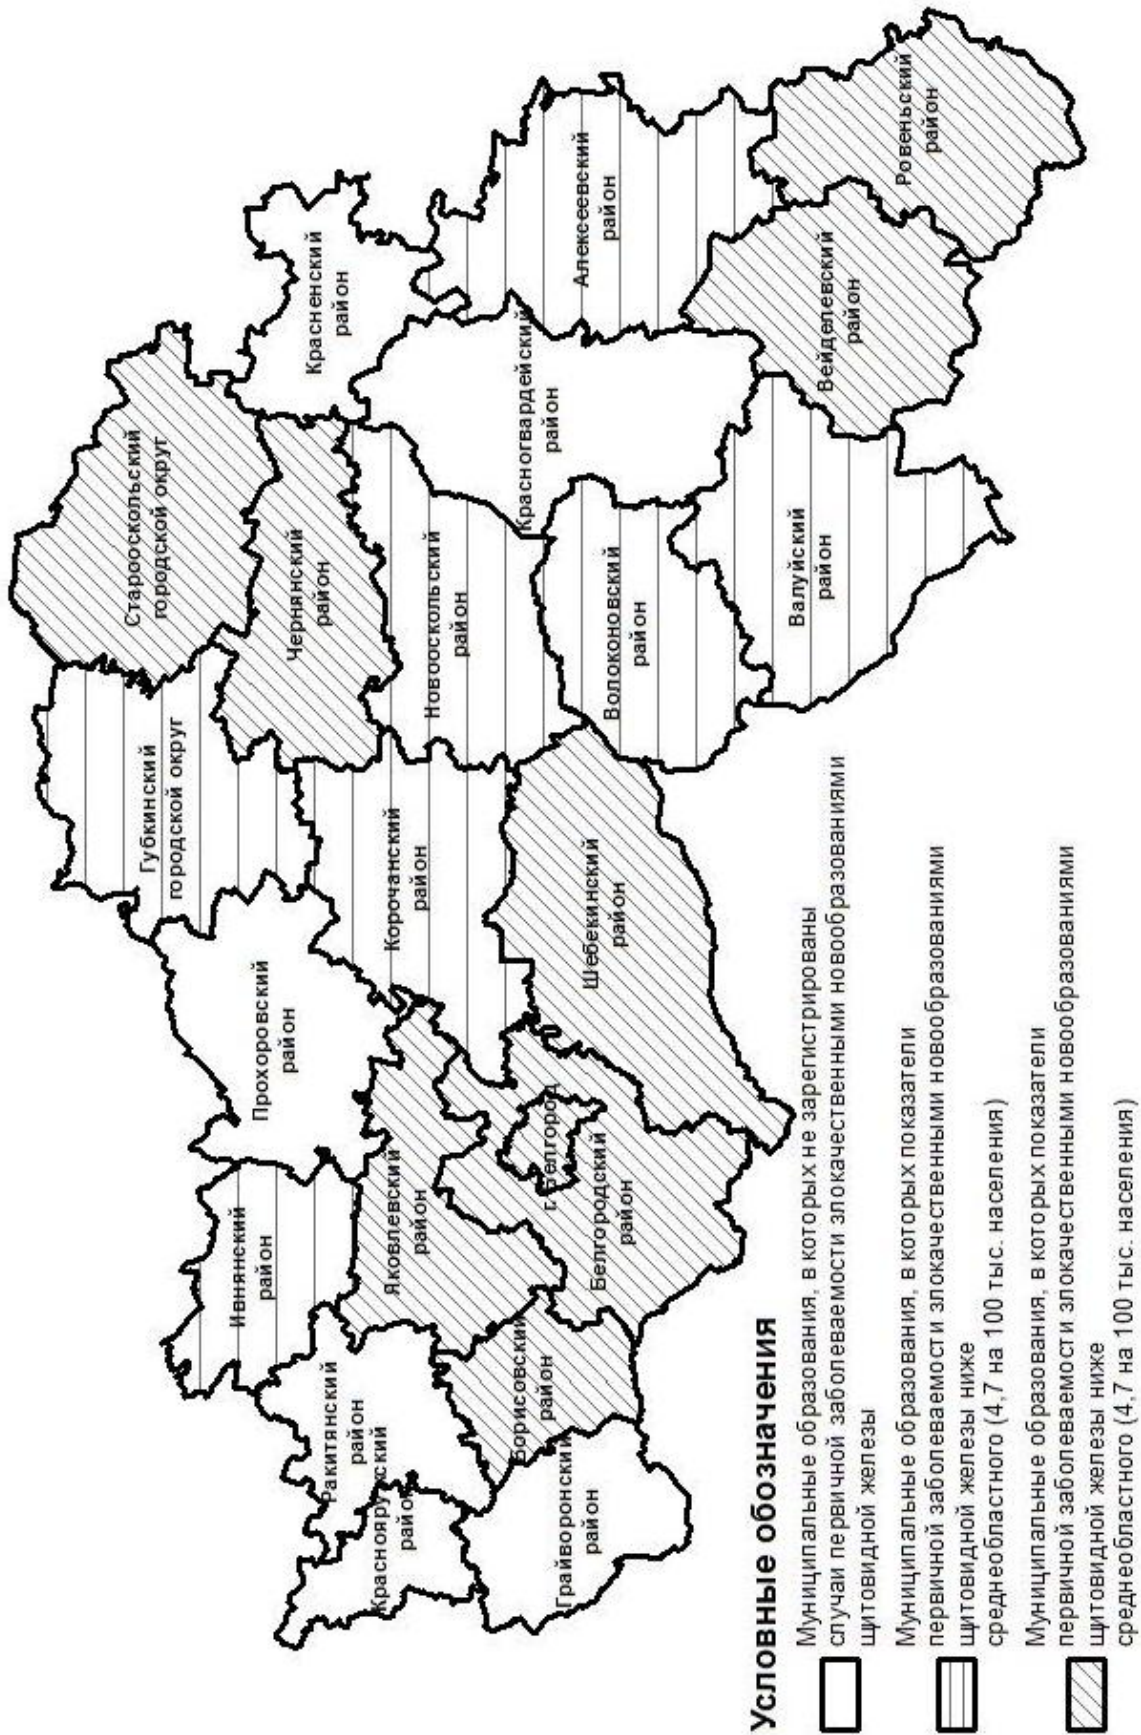 Старооскольский
городской округ
Губкинский
городской округ
Чернянский
район
Красненский
район
Прохоровский
район
Ивнянский
район
Корочанский
район
Новооскольский
район
Красногвардейский
район
Алексеевский
район
Яковлевский
район
Ракитянский
район
Краснояружский
район
г. Белгород
Белгородский
район
Борисовский
район
Грайворонский
район
Шебекинский
район
Волоконовский
район
Валуйский
район
Вейделевский
район
Ровеньский
район
Условные обозначения
Муниципальные образования, в которых не зарегистрированы
случаи первичной заболеваемости злокачественными новообразованиями
щитовидной железы
Муниципальные образования, в которых показатели
первичной заболеваемости злокачественными новообразованиями
щитовидной железы ниже
среднеобластного (4,7 на 100 тыс. населения)
Муниципальные образования, в которых показатели
первичной заболеваемости злокачественными новообразованиями
щитовидной железы ниже
среднеобластного (4,7 на 100 тыс. населения)